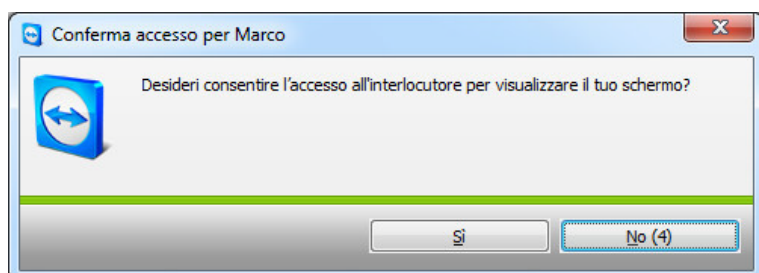 Conferma accesso per Marco
Desideri consentire l'accesso all'interlocutore per visualizzare il tuo schermo?
Sì
No (4)